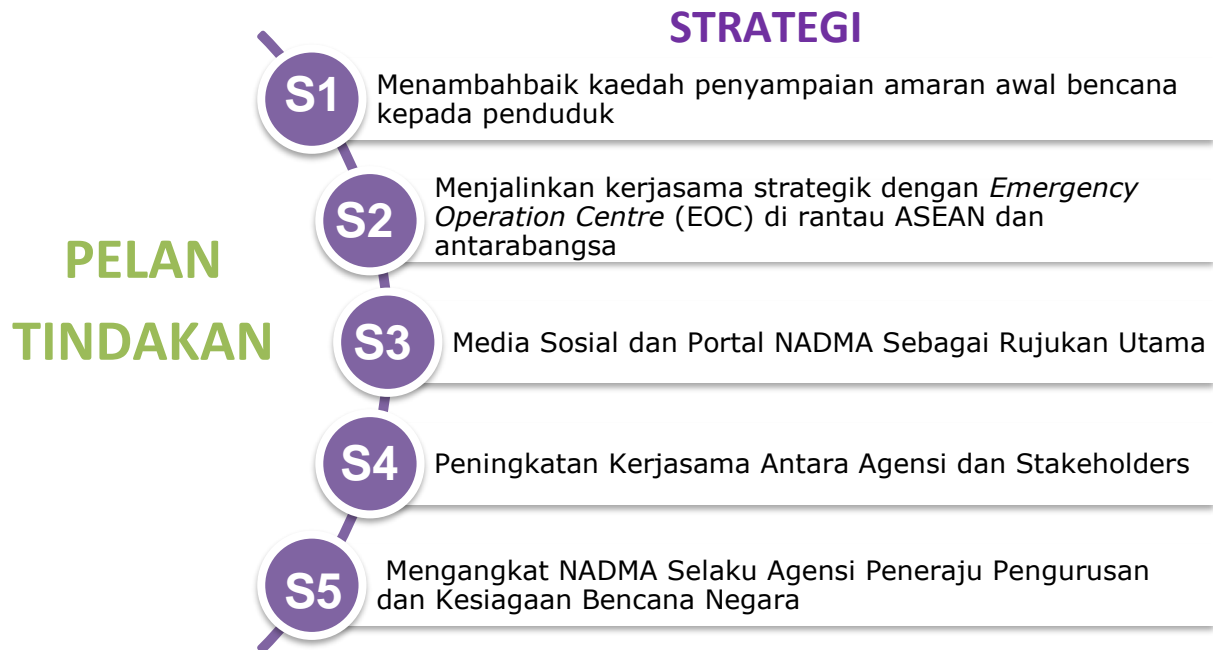 STRATEGI
PELAN
TINDAKAN
S1
Menambahbaik kaedah penyampaian amaran awal bencana
kepada penduduk
S2
Menjalinkan kerjasama strategik dengan Emergency
Operation Centre (EOC) di rantau ASEAN dan
antarabangsa
S3
Media Sosial dan Portal NADMA Sebagai Rujukan Utama
S4
Peningkatan Kerjasama Antara Agensi dan Stakeholders
S5
Mengangkat NADMA Selaku Agensi Peneraju Pengurusan
dan Kesiagaan Bencana Negara